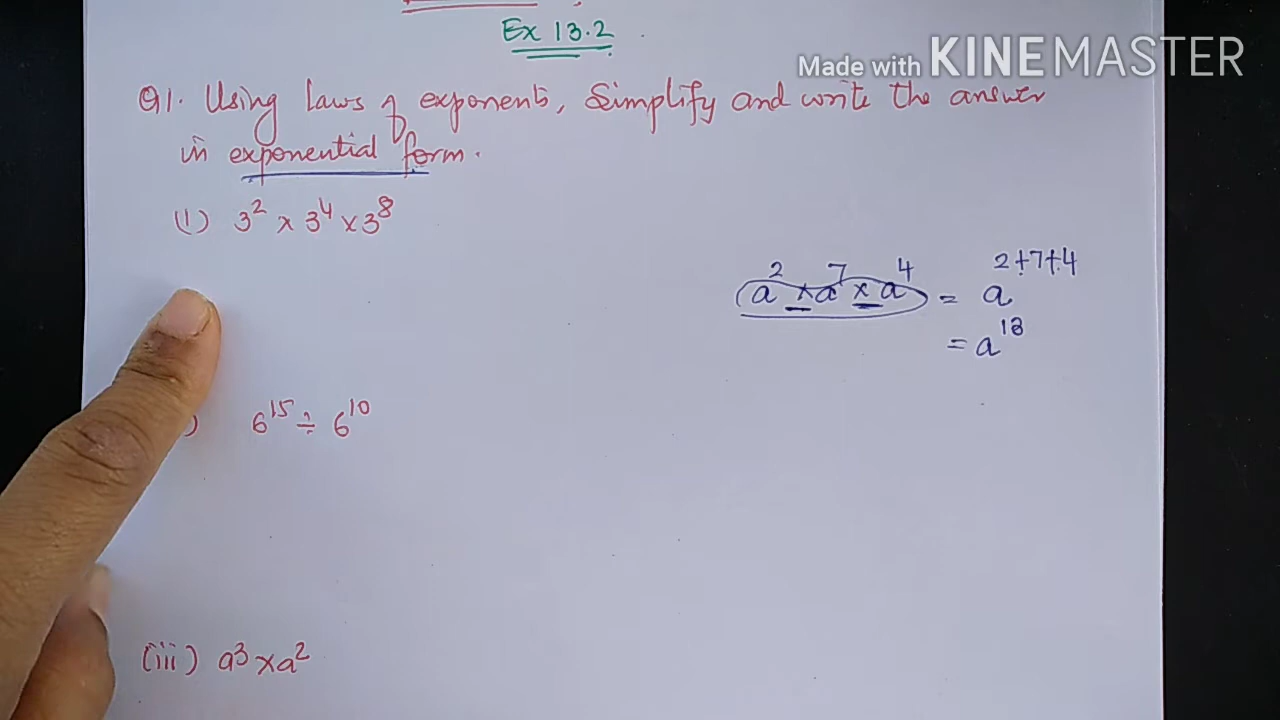 Ex 13.2
Made with KINEMASTER
Q1. Using laws of exponents, Simplify and write the answer
in exponential form.
(i) 3² × 3⁴ × 3⁸
a² × a⁷ × a⁴ = a²⁺⁷⁺⁴
= a¹³
) 6¹⁵ ÷ 6¹⁰
(iii) a³ × a²